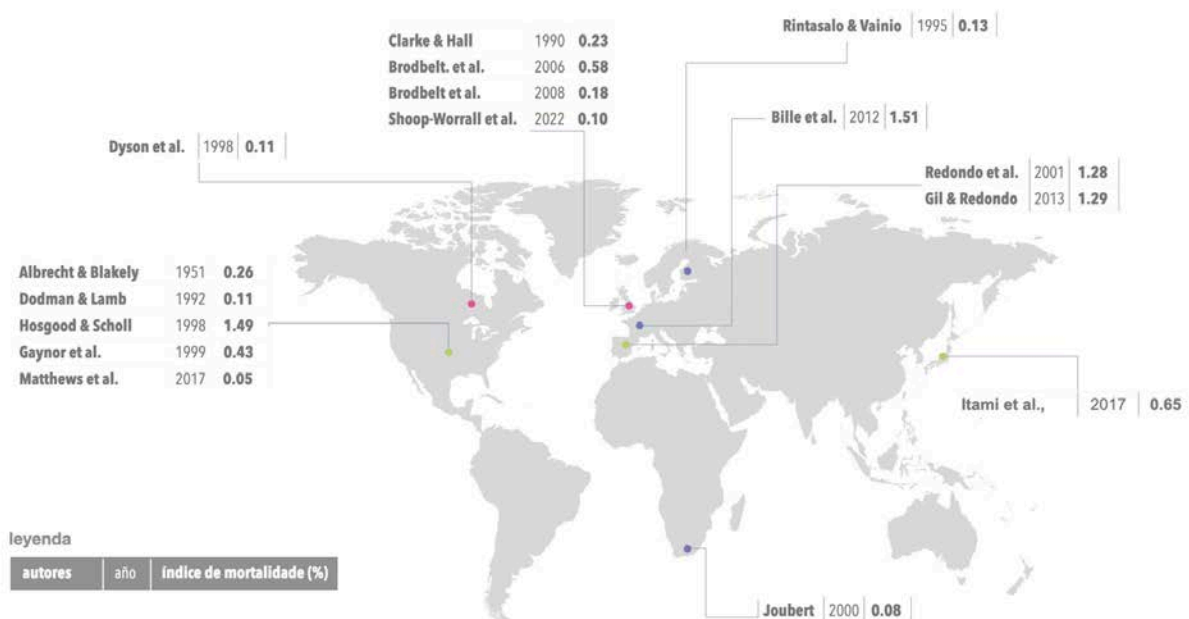 Rintasalo & Vainio 1995 0.13
Clarke & Hall 1990 0.23
Brodbelt. et al. 2006 0.58
Brodbelt et al. 2008 0.18
Shoop-Worrall et al. 2022 0.10
Bille et al. 2012 1.51
Dyson et al. 1998 0.11
Redondo et al. 2001 1.28
Gil & Redondo 2013 1.29
Albrecht & Blakely 1951 0.26
Dodman & Lamb 1992 0.11
Hosgood & Scholl 1998 1.49
Gaynor et al. 1999 0.43
Matthews et al. 2017 0.05
Itami et al., 2017 0.65
leyenda
autores año índice de mortalidade (%)
Joubert 2000 0.08